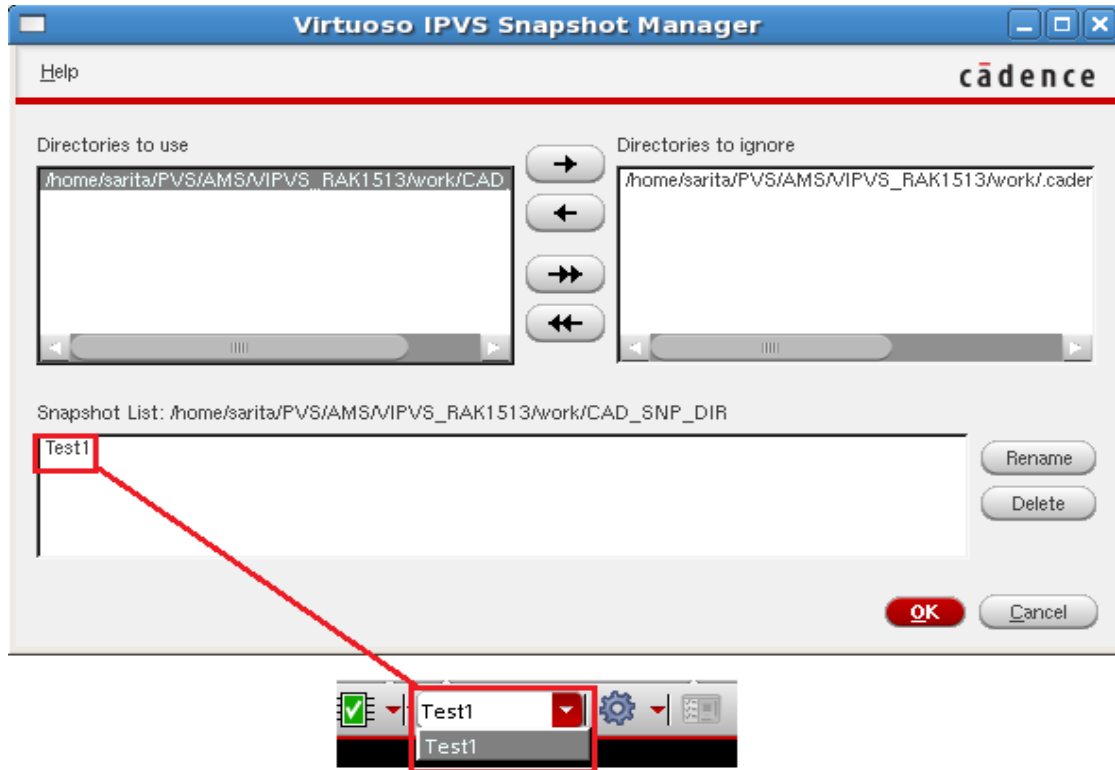 Virtuoso IPVS Snapshot Manager
Help
cādence
Directories to use
Directories to ignore
/home/sarita/PVS/AMS/VIPVS_RAK1513/work/CAD_
/home/sarita/PVS/AMS/VIPVS_RAK1513/work/.cader
Snapshot List: /home/sarita/PVS/AMS/VIPVS_RAK1513/work/CAD_SNP_DIR
Test1
Rename
Delete
OK
Cancel
Test1
Test1